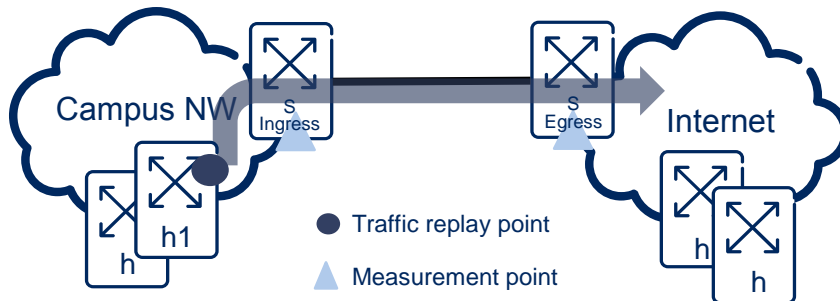 S
Ingress
S
Egress
Campus NW
Internet
h1
h
h
h
Traffic replay point
Measurement point